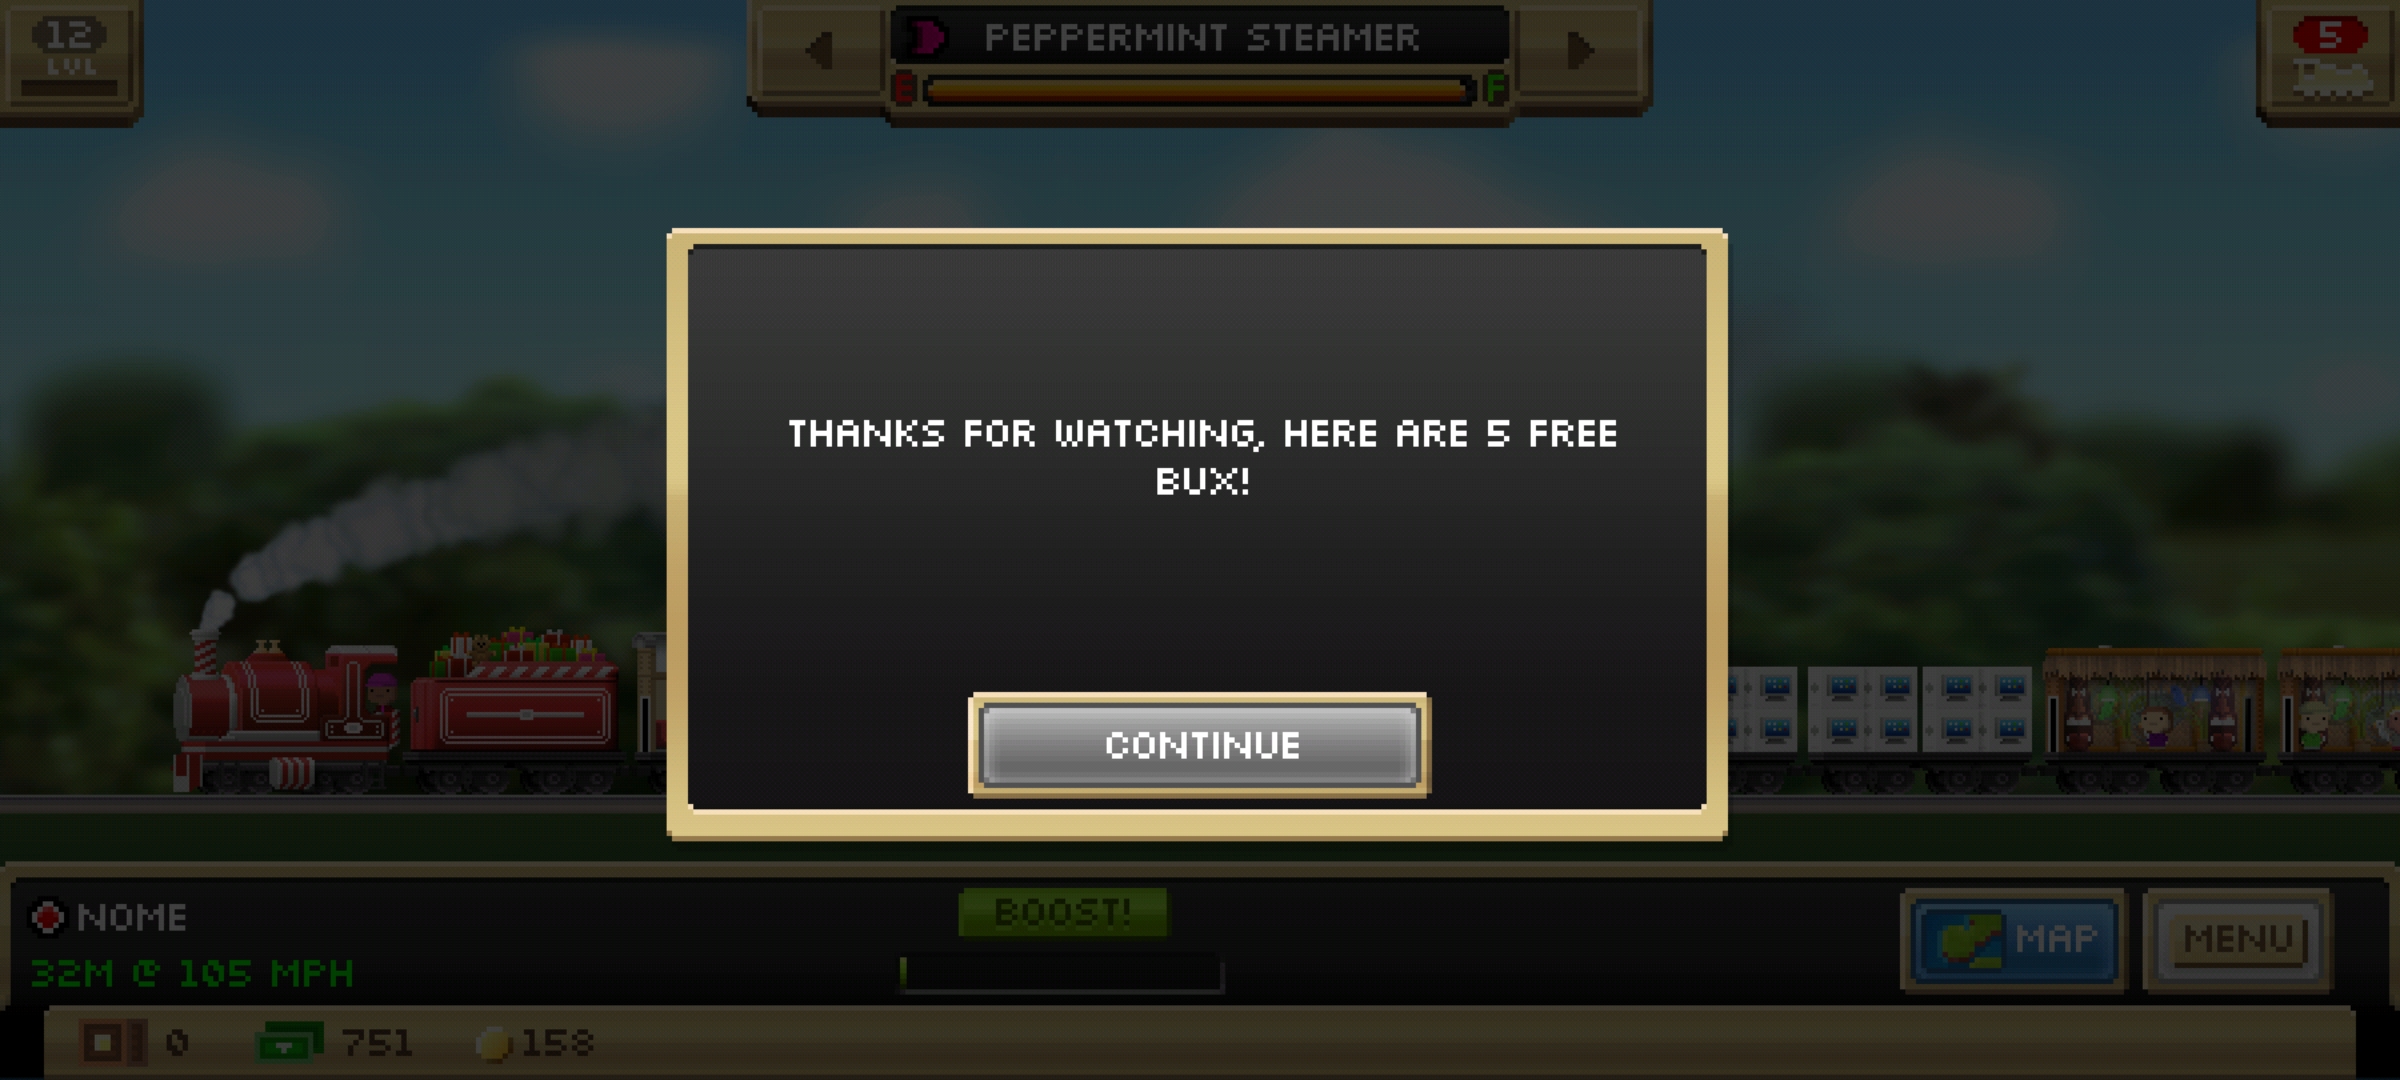 12
LVL
PEPPERMINT STEAMER
E F
5
THANKS FOR WATCHING, HERE ARE 5 FREE
BUX!
CONTINUE
NOME
32M @ 105 MPH
BOOST!
MAP
MENU
0 751 158